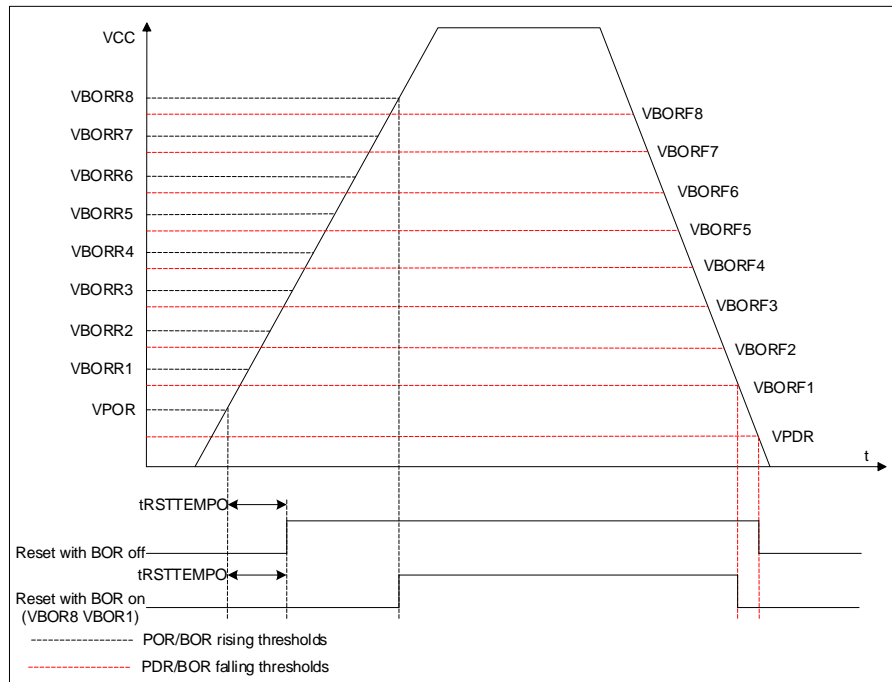 VCC
VBORR8
VBORR7
VBORR6
VBORR5
VBORR4
VBORR3
VBORR2
VBORR1
VPOR
VBORF8
VBORF7
VBORF6
VBORF5
VBORF4
VBORF3
VBORF2
VBORF1
VPDR
t
tRSTTEMPO
Reset with BOR off
tRSTTEMPO
Reset with BOR on
(VBOR8 VBOR1)
POR/BOR rising thresholds
PDR/BOR falling thresholds